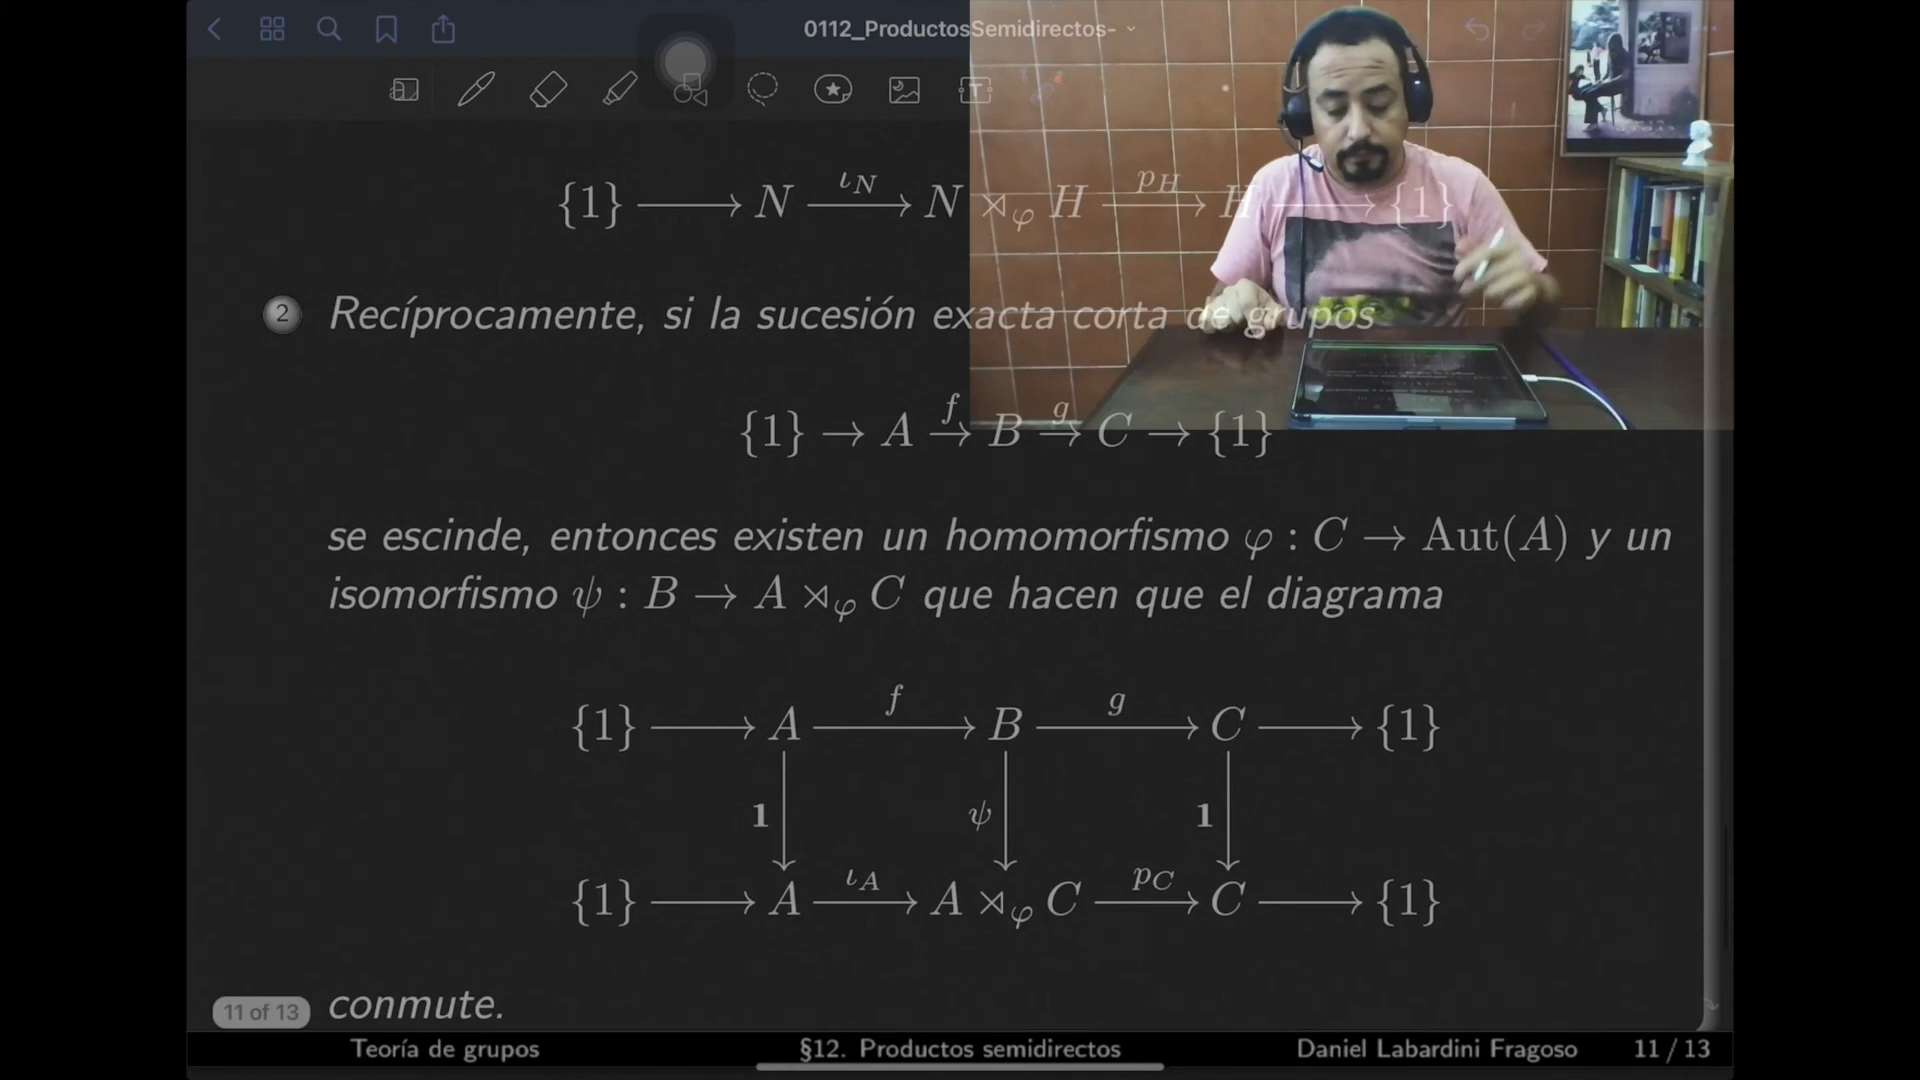 0112_ProductosSemidirectos-
{1} → N →^{ι_N} N ⋊_φ H →^{p_H} H → {1}
2 Recíprocamente, si la sucesión exacta corta de grupos
{1} → A →^{f} B →^{g} C → {1}
se escinde, entonces existen un homomorfismo φ : C → Aut(A) y un
isomorfismo ψ : B → A ⋊_φ C que hacen que el diagrama
{1} → A →^{f} B →^{g} C → {1}
1 ψ 1
{1} → A →^{ι_A} A ⋊_φ C →^{p_C} C → {1}
11 of 13 conmute.
Teoría de grupos §12. Productos semidirectos Daniel Labardini Fragoso 11 / 13